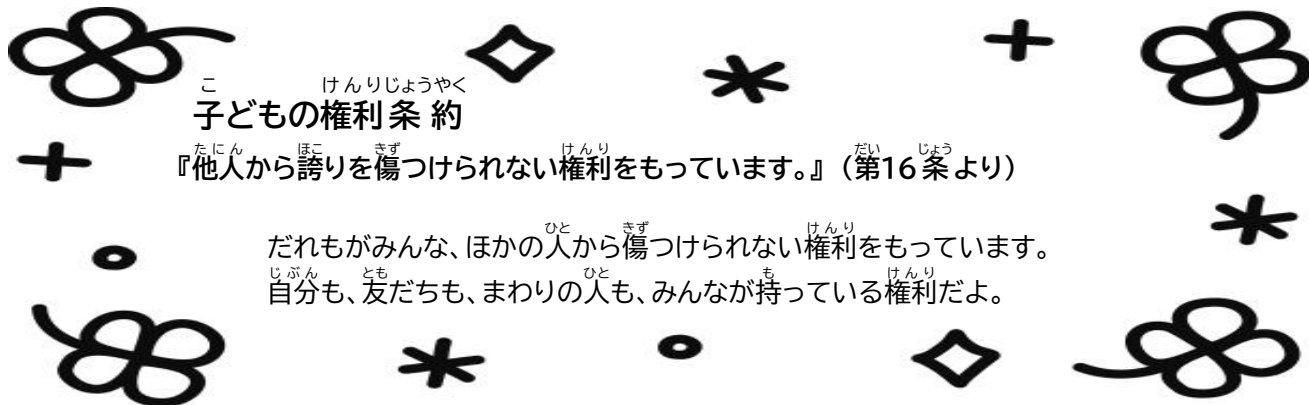 子どもの権利条約
『他人から誇りを傷つけられない権利をもっています。』（第16条より）
だれもがみんな、ほかの人から傷つけられない権利をもっています。
自分も、友だちも、まわりの人も、みんなが持っている権利だよ。